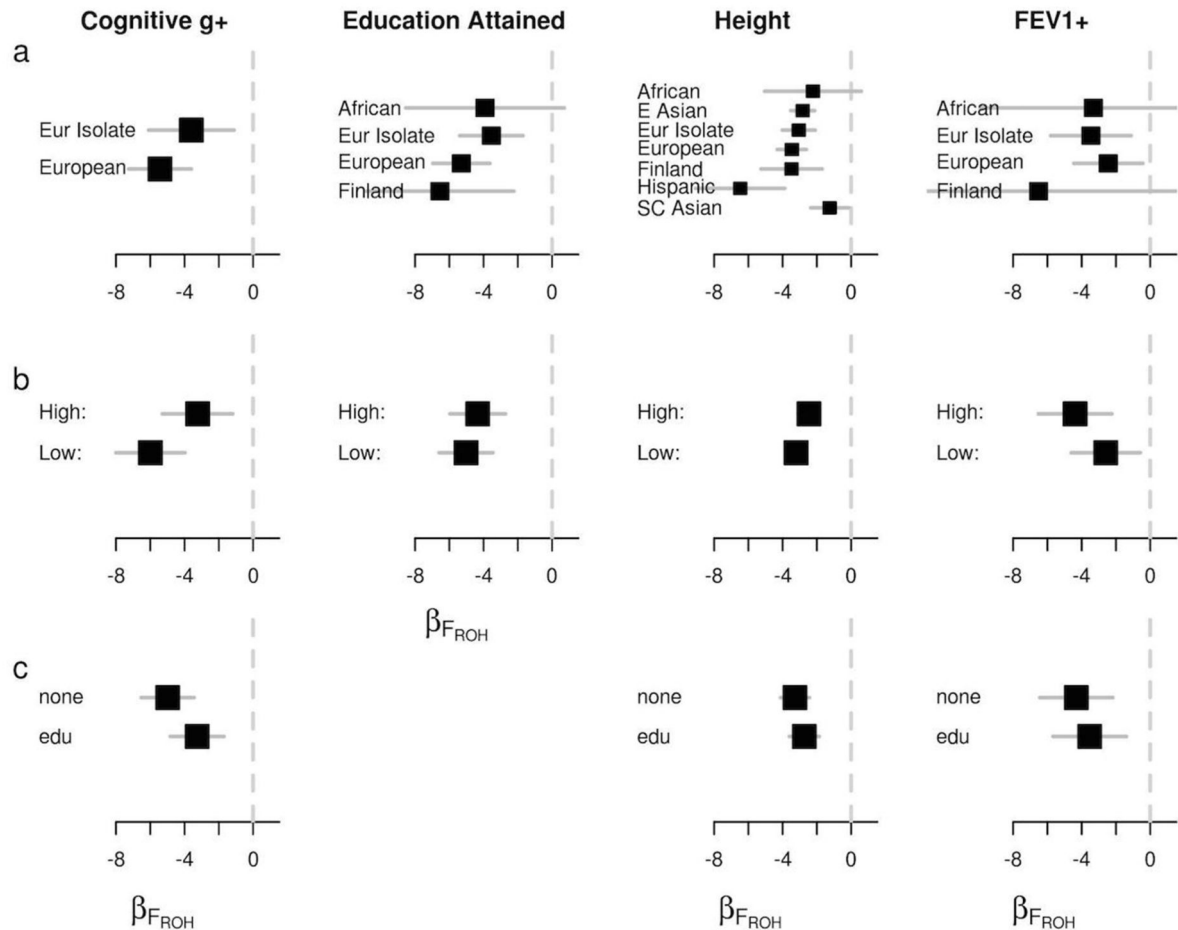 Cognitive g+ Education Attained Height FEV1+
a
Eur Isolate
European
-8 -4 0
African
Eur Isolate
European
Finland
-8 -4 0
African
E Asian
Eur Isolate
European
Finland
Hispanic
SC Asian
-8 -4 0
African
Eur Isolate
European
Finland
-8 -4 0
b
High:
Low:
-8 -4 0
High:
Low:
-8 -4 0
βFROH
High:
Low:
-8 -4 0
High:
Low:
-8 -4 0
c
none
edu
-8 -4 0
βFROH
none
edu
-8 -4 0
βFROH
none
edu
-8 -4 0
βFROH